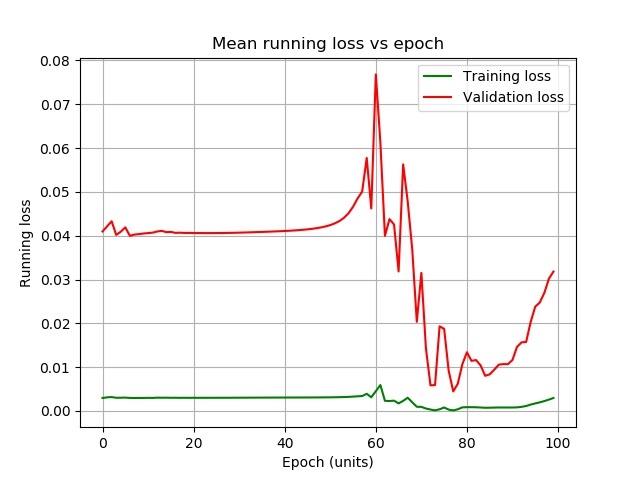 Mean running loss vs epoch
Training loss
Validation loss
0.08
0.07
0.06
0.05
0.04
0.03
0.02
0.01
0.00
Running loss
0 20 40 60 80 100
Epoch (units)